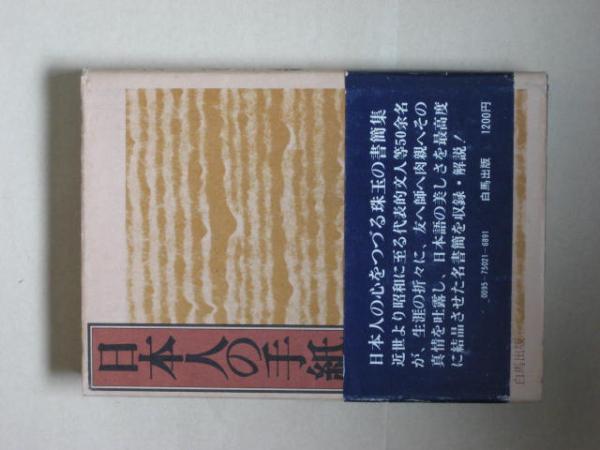 日本人の手紙
日本人の心をつづる珠玉の書簡集
近世より昭和に至る代表的文人等50余名
が、生涯の折々に、友へ師へ肉親へその
真情を吐露し、日本語の美しさを最高度
に結晶させた名書簡を収録・解説！
0095-75021-6891
白馬出版
1200円
白馬出版